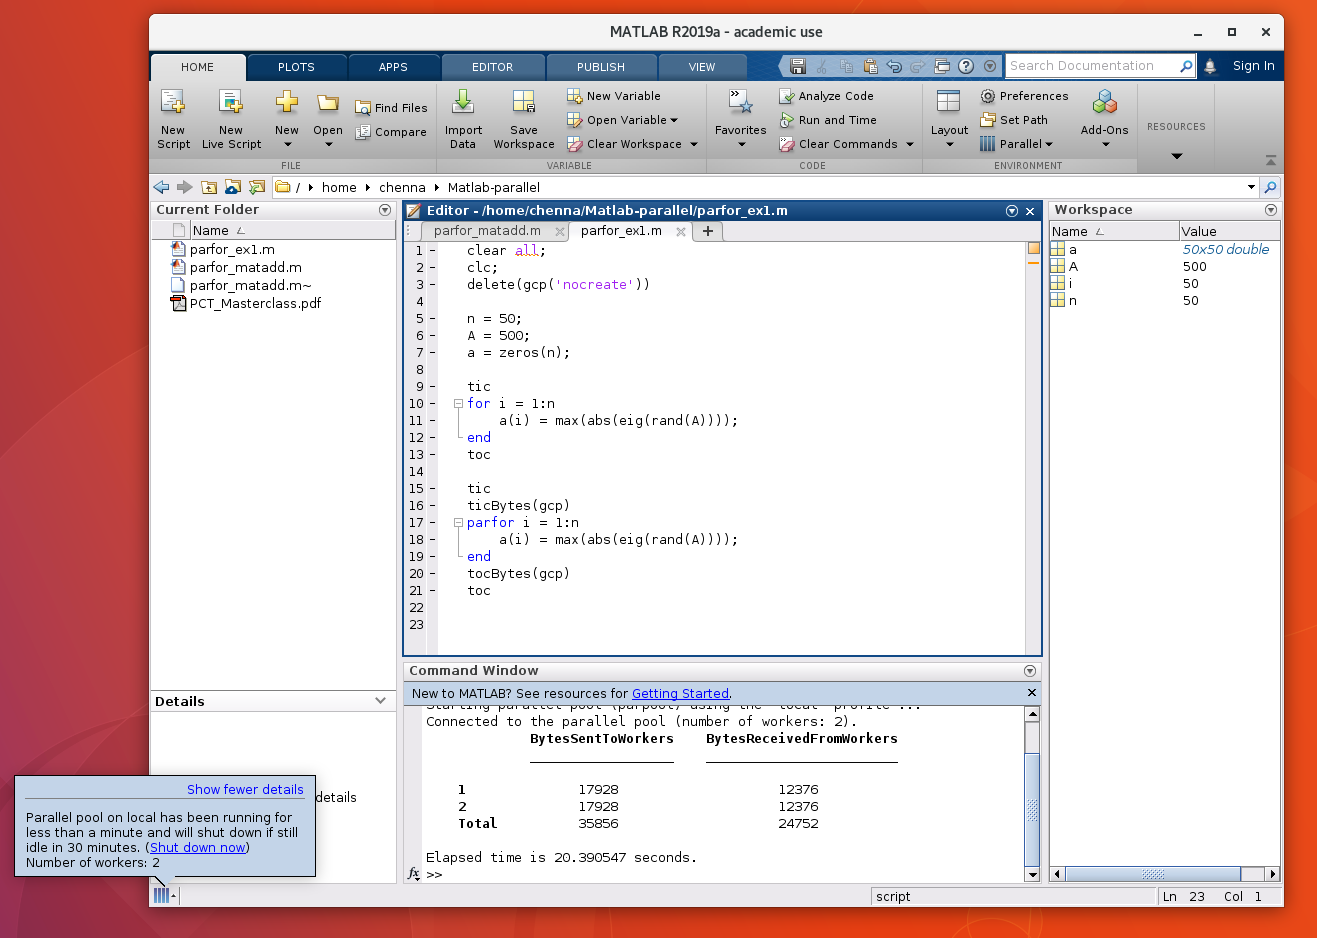 MATLAB R2019a - academic use
HOME PLOTS APPS EDITOR PUBLISH VIEW Search Documentation Sign In
New Script
New Live Script
New
Open
Find Files
Compare
FILE
Import Data
Save Workspace
New Variable
Open Variable
Clear Workspace
VARIABLE
Favorites
Analyze Code
Run and Time
Clear Commands
CODE
Layout
Preferences
Set Path
Parallel
Add-Ons
ENVIRONMENT
RESOURCES
/ home chenna Matlab-parallel
Current Folder
Name
parfor_ex1.m
parfor_matadd.m
parfor_matadd.m~
PCT_Masterclass.pdf
Details
details
Editor - /home/chenna/Matlab-parallel/parfor_ex1.m
parfor_matadd.m parfor_ex1.m +
1 - clear all;
2 - clc;
3 - delete(gcp('nocreate'))
4
5 - n = 50;
6 - A = 500;
7 - a = zeros(n);
8
9 - tic
10 - for i = 1:n
11 - a(i) = max(abs(eig(rand(A))));
12 - end
13 - toc
14
15 - tic
16 - ticBytes(gcp)
17 - parfor i = 1:n
18 - a(i) = max(abs(eig(rand(A))));
19 - end
20 - tocBytes(gcp)
21 - toc
22
23
Command Window
New to MATLAB? See resources for Getting Started.
Starting parallel pool (parpool) using the 'local' profile ...
Connected to the parallel pool (number of workers: 2).
BytesSentToWorkers BytesReceivedFromWorkers
1 17928 12376
2 17928 12376
Total 35856 24752
Elapsed time is 20.390547 seconds.
fx >>
Workspace
Name Value
a 50x50 double
A 500
i 50
n 50
Show fewer details
Parallel pool on local has been running for
less than a minute and will shut down if still
idle in 30 minutes. (Shut down now)
Number of workers: 2
script
Ln 23 Col 1